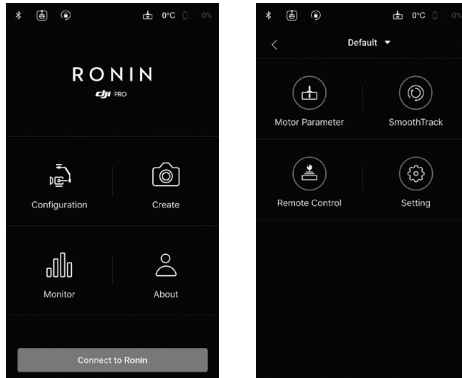 0°C 0%
RONIN
dji PRO
Configuration Create
Monitor About
Connect to Ronin
0°C 0%
Default
Motor Parameter SmoothTrack
Remote Control Setting